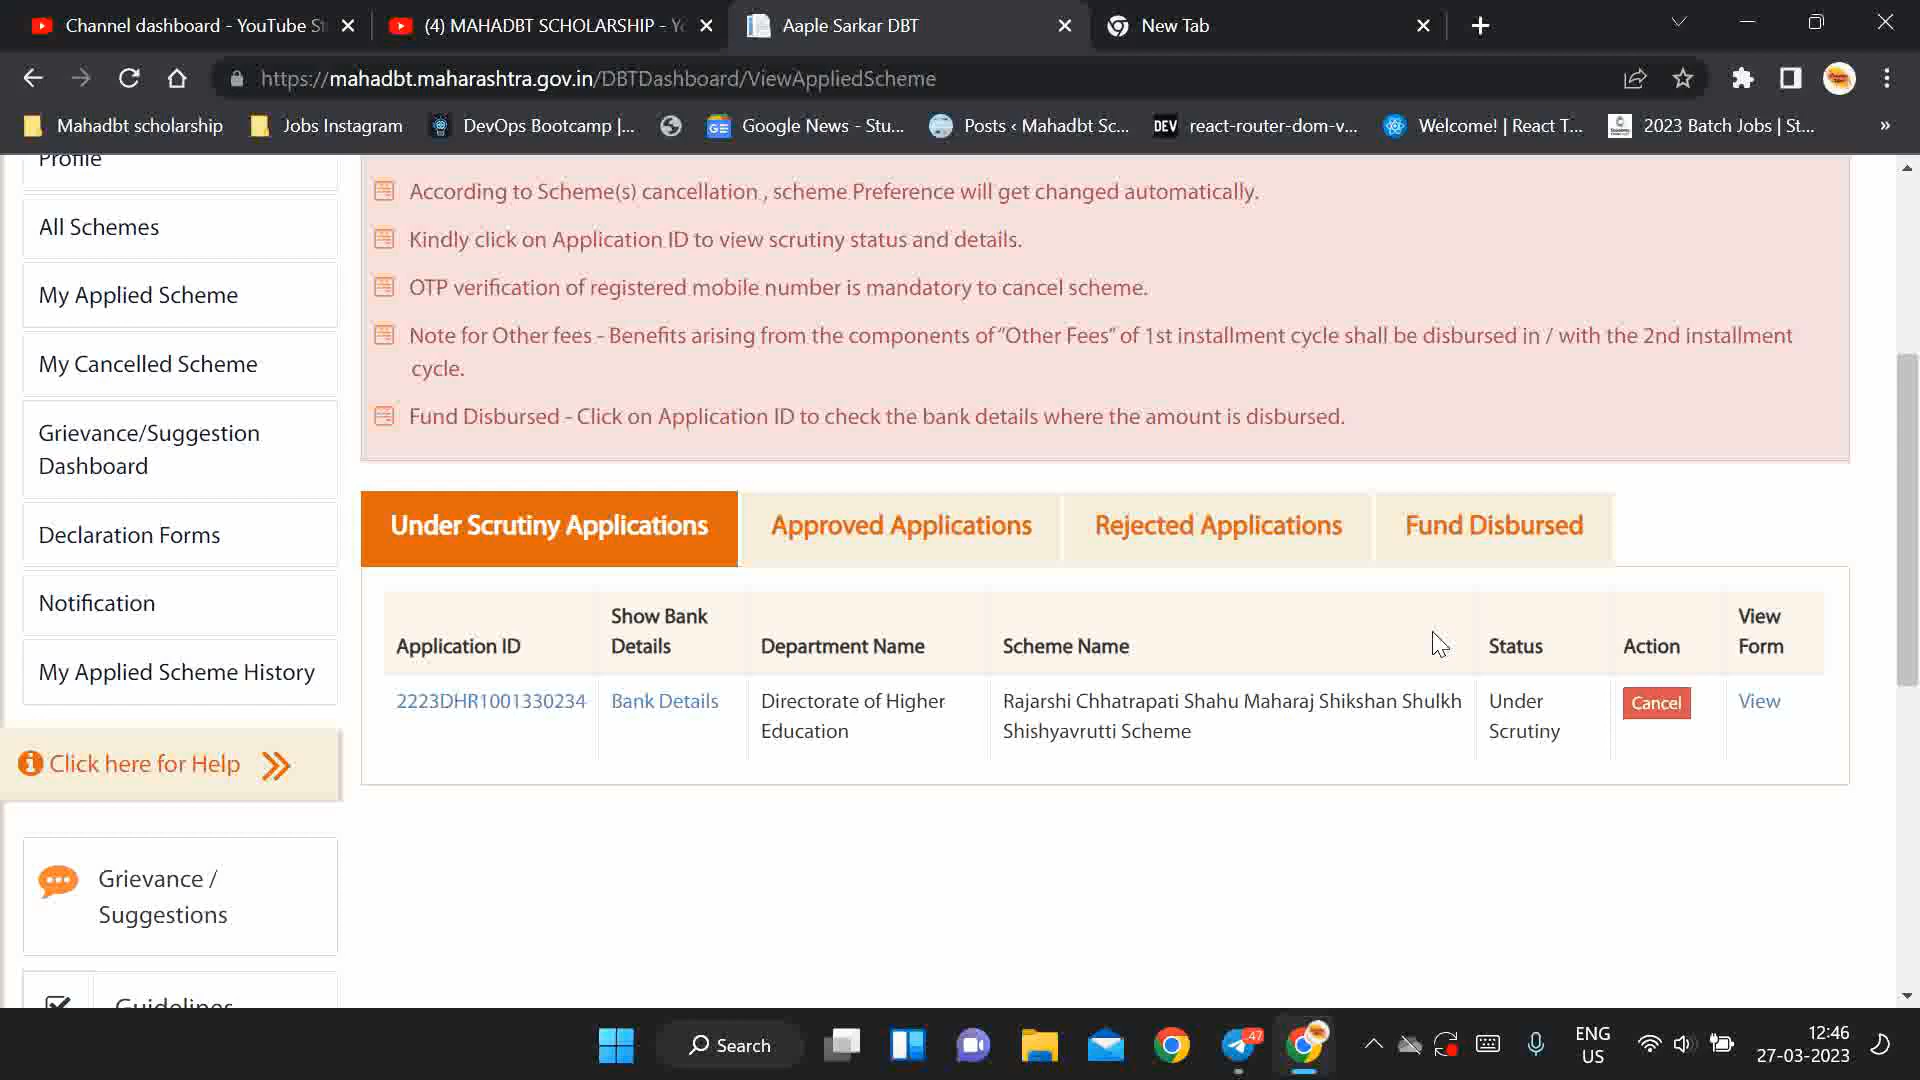 Channel dashboard - YouTube St
(4) MAHADBT SCHOLARSHIP - Yo
Aaple Sarkar DBT
New Tab
https://mahadbt.maharashtra.gov.in/DBTDashboard/ViewAppliedScheme
Mahadbt scholarship
Jobs Instagram
DevOps Bootcamp |...
Google News - Stu...
Posts ‹ Mahadbt Sc...
DEV react-router-dom-v...
Welcome! | React T...
2023 Batch Jobs | St...
»
Profile
All Schemes
My Applied Scheme
My Cancelled Scheme
Grievance/Suggestion
Dashboard
Declaration Forms
Notification
My Applied Scheme History
Click here for Help
Grievance /
Suggestions
Guidelines
According to Scheme(s) cancellation , scheme Preference will get changed automatically.
Kindly click on Application ID to view scrutiny status and details.
OTP verification of registered mobile number is mandatory to cancel scheme.
Note for Other fees - Benefits arising from the components of “Other Fees” of 1st installment cycle shall be disbursed in / with the 2nd installment
cycle.
Fund Disbursed - Click on Application ID to check the bank details where the amount is disbursed.
Under Scrutiny Applications
Approved Applications
Rejected Applications
Fund Disbursed
Application ID
Show Bank
Details
Department Name
Scheme Name
Status
Action
View
Form
2223DHR1001330234
Bank Details
Directorate of Higher
Education
Rajarshi Chhatrapati Shahu Maharaj Shikshan Shulkh
Shishyavrutti Scheme
Under
Scrutiny
Cancel
View
Search
47
ENG
US
12:46
27-03-2023